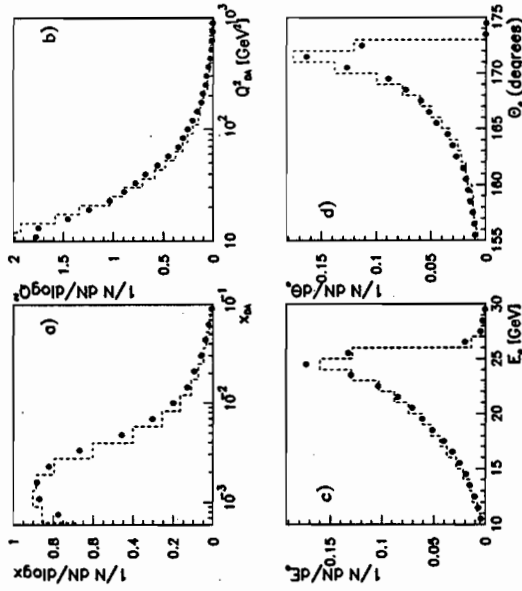 a)
1/N dN/dlogx
1
0.8
0.6
0.4
0.2
0
10⁻³
10⁻²
10⁻¹
x_DA
b)
1/N dN/dlogQ²
2
1.5
1
0.5
0
10
10²
10³
Q²_DA [GeV²]
c)
1/N dN/dE_e
0.15
0.1
0.05
0
10
15
20
25
30
E_e [GeV]
d)
1/N dN/dΘ_e
0.15
0.1
0.05
0
155
160
165
170
175
Θ_e (degrees)